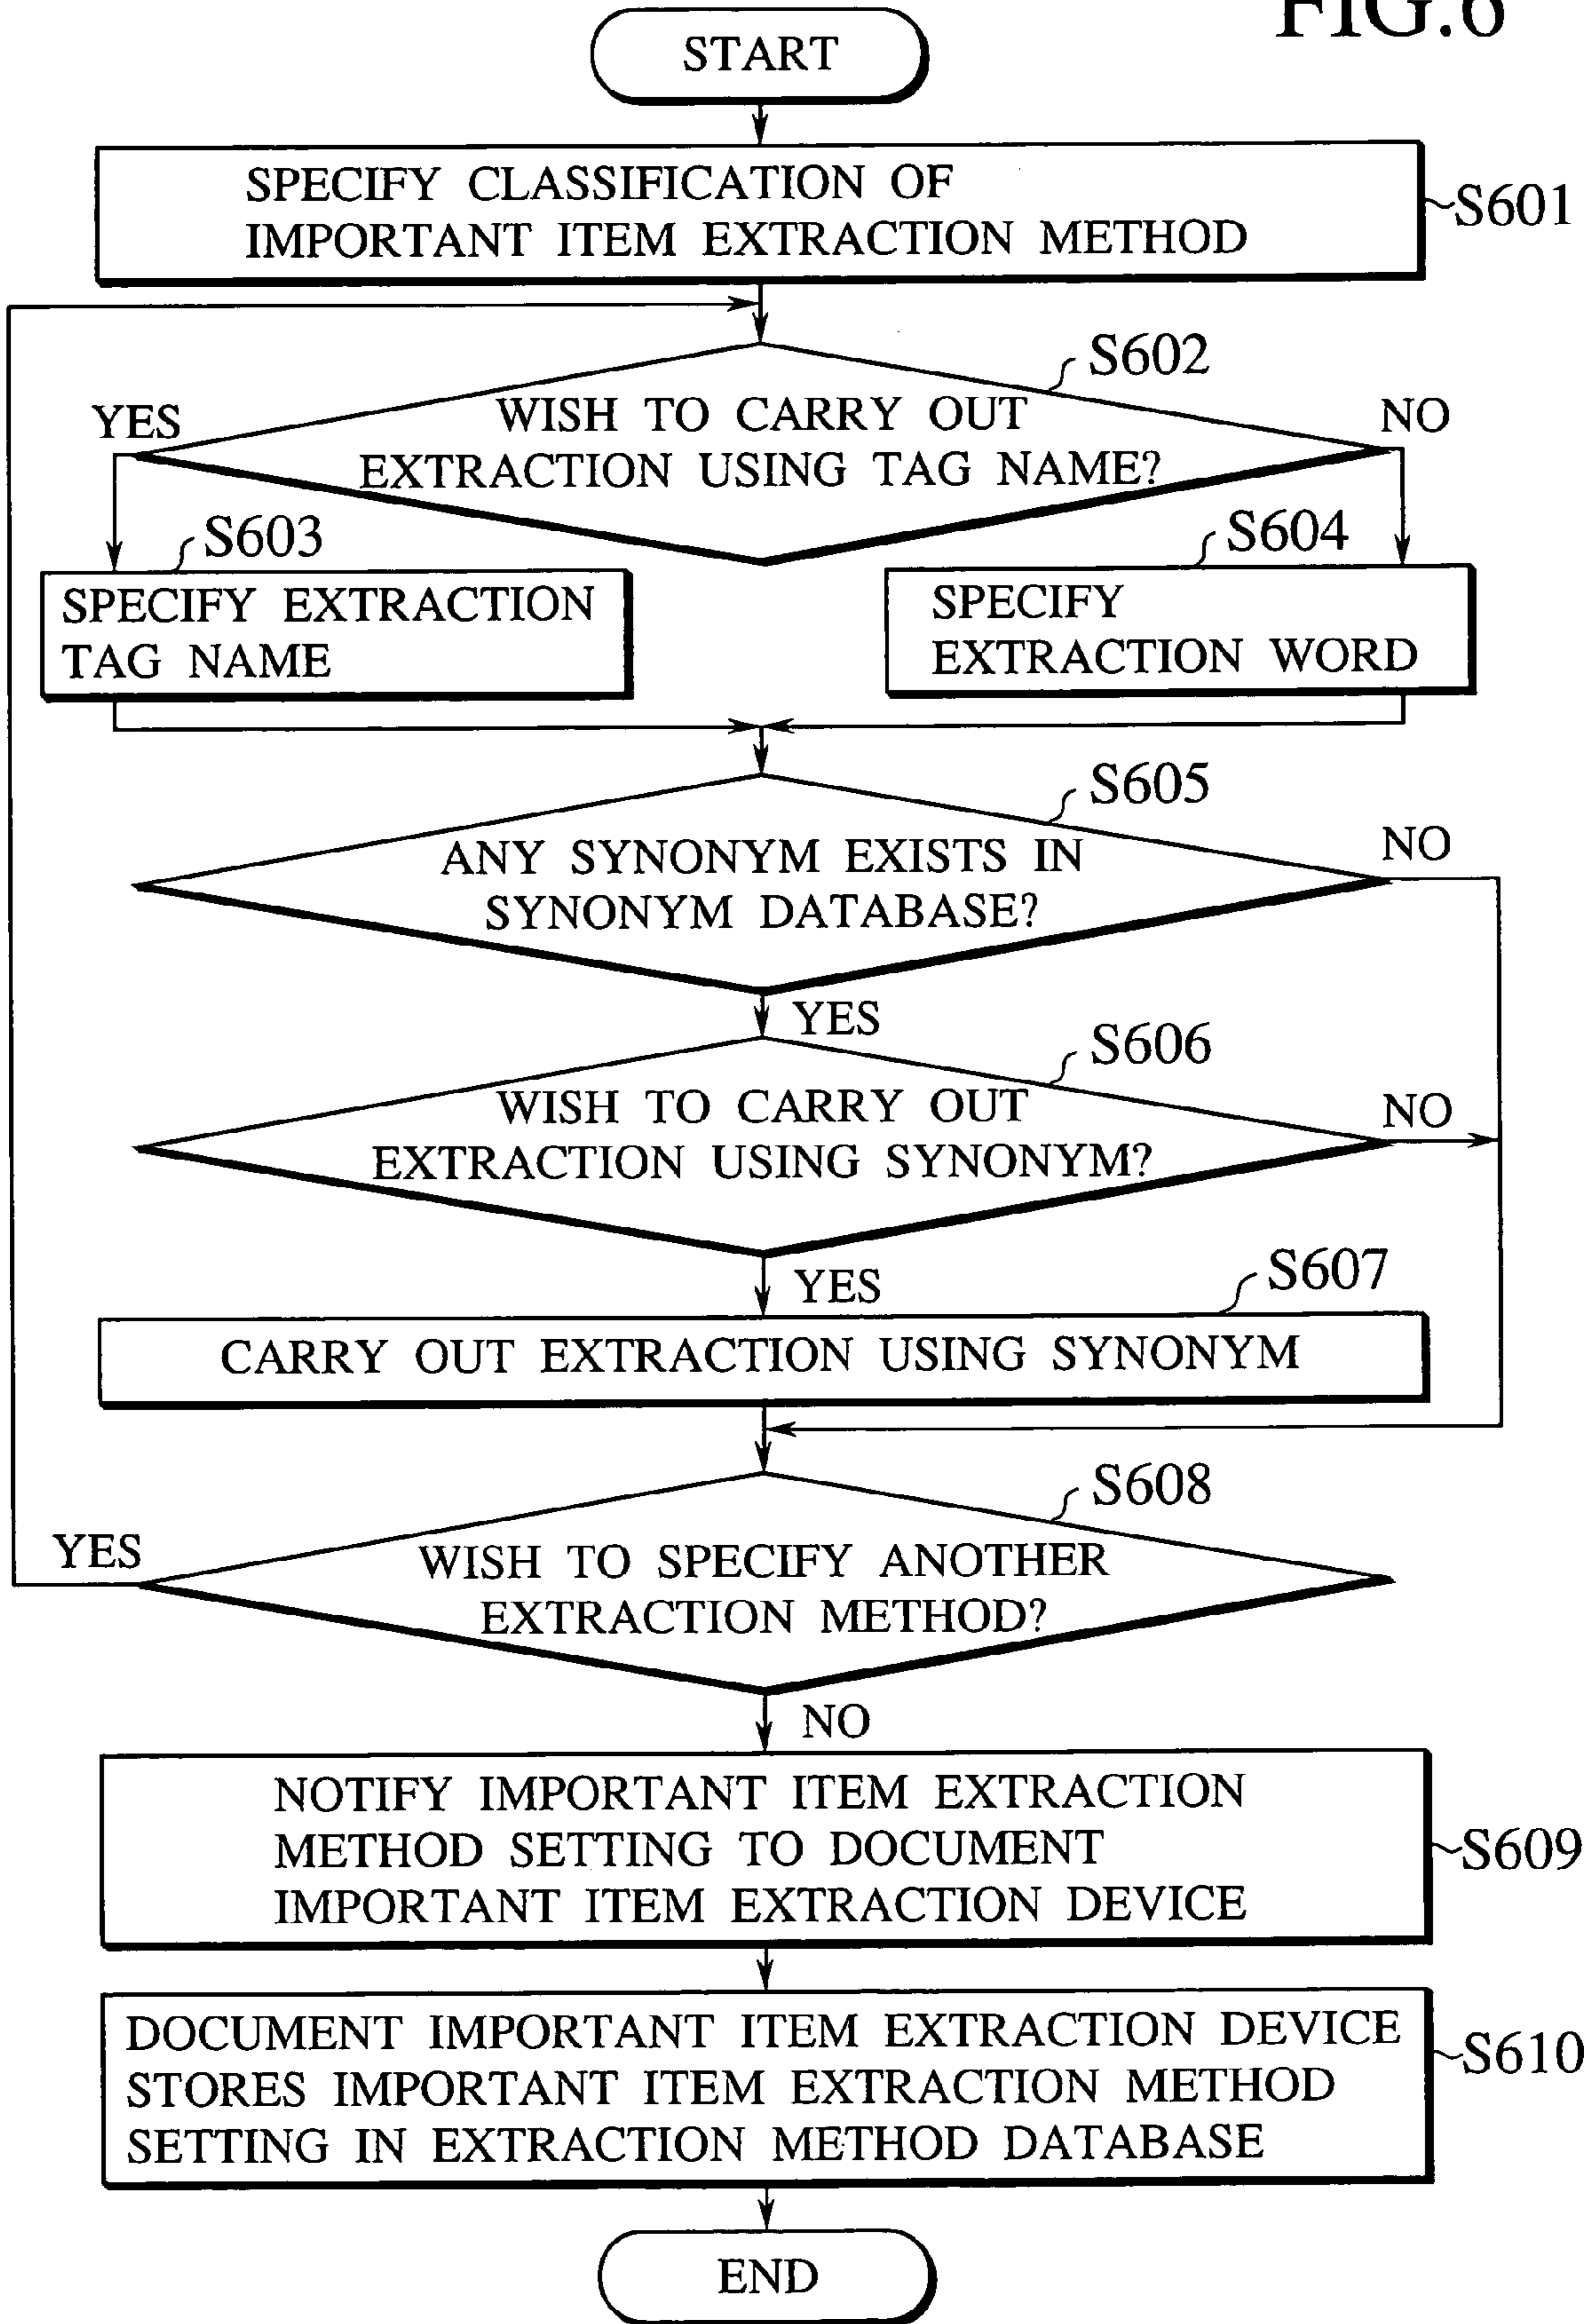 FIG.6
START
SPECIFY CLASSIFICATION OF
IMPORTANT ITEM EXTRACTION METHOD
S601
S602
WISH TO CARRY OUT
EXTRACTION USING TAG NAME?
YES
NO
S603
SPECIFY EXTRACTION
TAG NAME
S604
SPECIFY
EXTRACTION WORD
S605
ANY SYNONYM EXISTS IN
SYNONYM DATABASE?
NO
YES
S606
WISH TO CARRY OUT
EXTRACTION USING SYNONYM?
NO
YES
S607
CARRY OUT EXTRACTION USING SYNONYM
S608
WISH TO SPECIFY ANOTHER
EXTRACTION METHOD?
YES
NO
NOTIFY IMPORTANT ITEM EXTRACTION
METHOD SETTING TO DOCUMENT
IMPORTANT ITEM EXTRACTION DEVICE
S609
DOCUMENT IMPORTANT ITEM EXTRACTION DEVICE
STORES IMPORTANT ITEM EXTRACTION METHOD
SETTING IN EXTRACTION METHOD DATABASE
S610
END